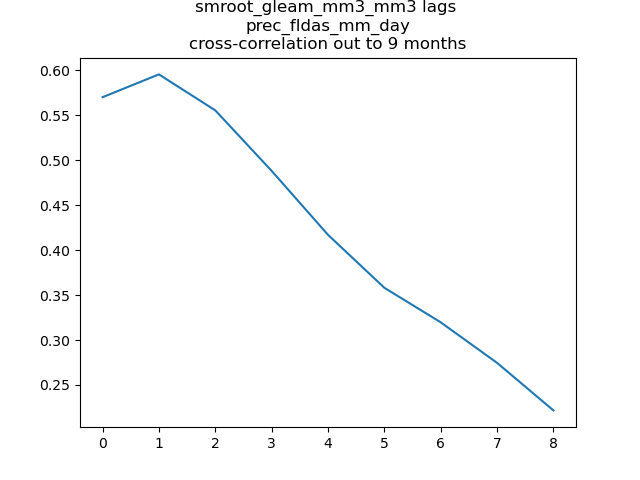 smroot_gleam_mm3_mm3 lags
prec_fldas_mm_day
cross-correlation out to 9 months
0.60
0.55
0.50
0.45
0.40
0.35
0.30
0.25
0 1 2 3 4 5 6 7 8